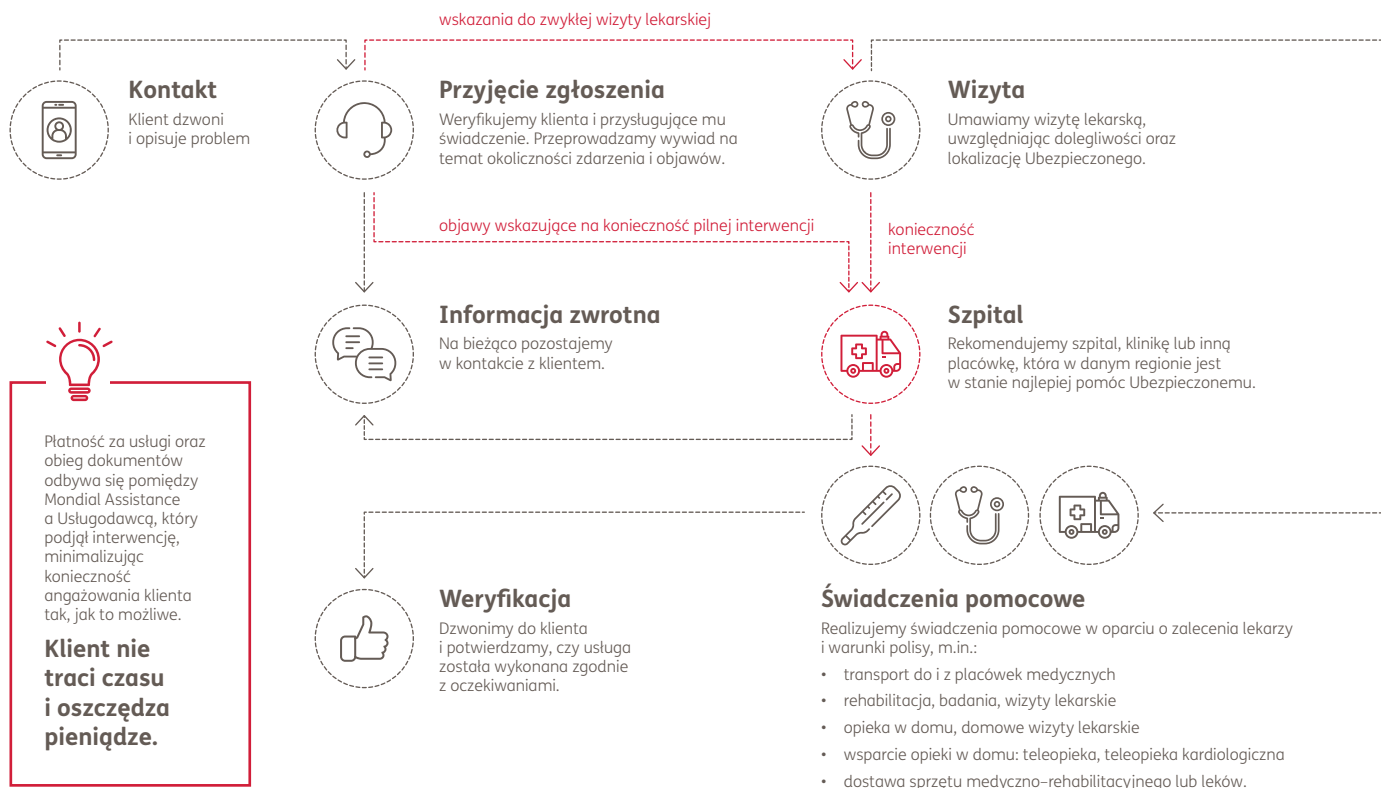 wskazania do zwykłej wizyty lekarskiej
Kontakt
Klient dzwoni
i opisuje problem
Przyjęcie zgłoszenia
Weryfikujemy klienta i przysługujące mu
świadczenie. Przeprowadzamy wywiad na
temat okoliczności zdarzenia i objawów.
Wizyta
Umawiamy wizytę lekarską,
uwzględniając dolegliwości oraz
lokalizację Ubezpieczonego.
objawy wskazujące na konieczność pilnej interwencji
konieczność
interwencji
Informacja zwrotna
Na bieżąco pozostajemy
w kontakcie z klientem.
Szpital
Rekomendujemy szpital, klinikę lub inną
placówkę, która w danym regionie jest
w stanie najlepiej pomóc Ubezpieczonemu.
Płatność za usługi oraz
obieg dokumentów
odbywa się pomiędzy
Mondial Assistance
a Usługodawcą, który
podjął interwencję,
minimalizując
konieczność
angażowania klienta
tak, jak to możliwe.
Klient nie
traci czasu
i oszczędza
pieniądze.
Weryfikacja
Dzwonimy do klienta
i potwierdzamy, czy usługa
została wykonana zgodnie
z oczekiwaniami.
Świadczenia pomocowe
Realizujemy świadczenia pomocowe w oparciu o zalecenia lekarzy
i warunki polisy, m.in.:
• transport do i z placówek medycznych
• rehabilitacja, badania, wizyty lekarskie
• opieka w domu, domowe wizyty lekarskie
• wsparcie opieki w domu: teleopieka, teleopieka kardiologiczna
• dostawa sprzętu medyczno–rehabilitacyjnego lub leków.